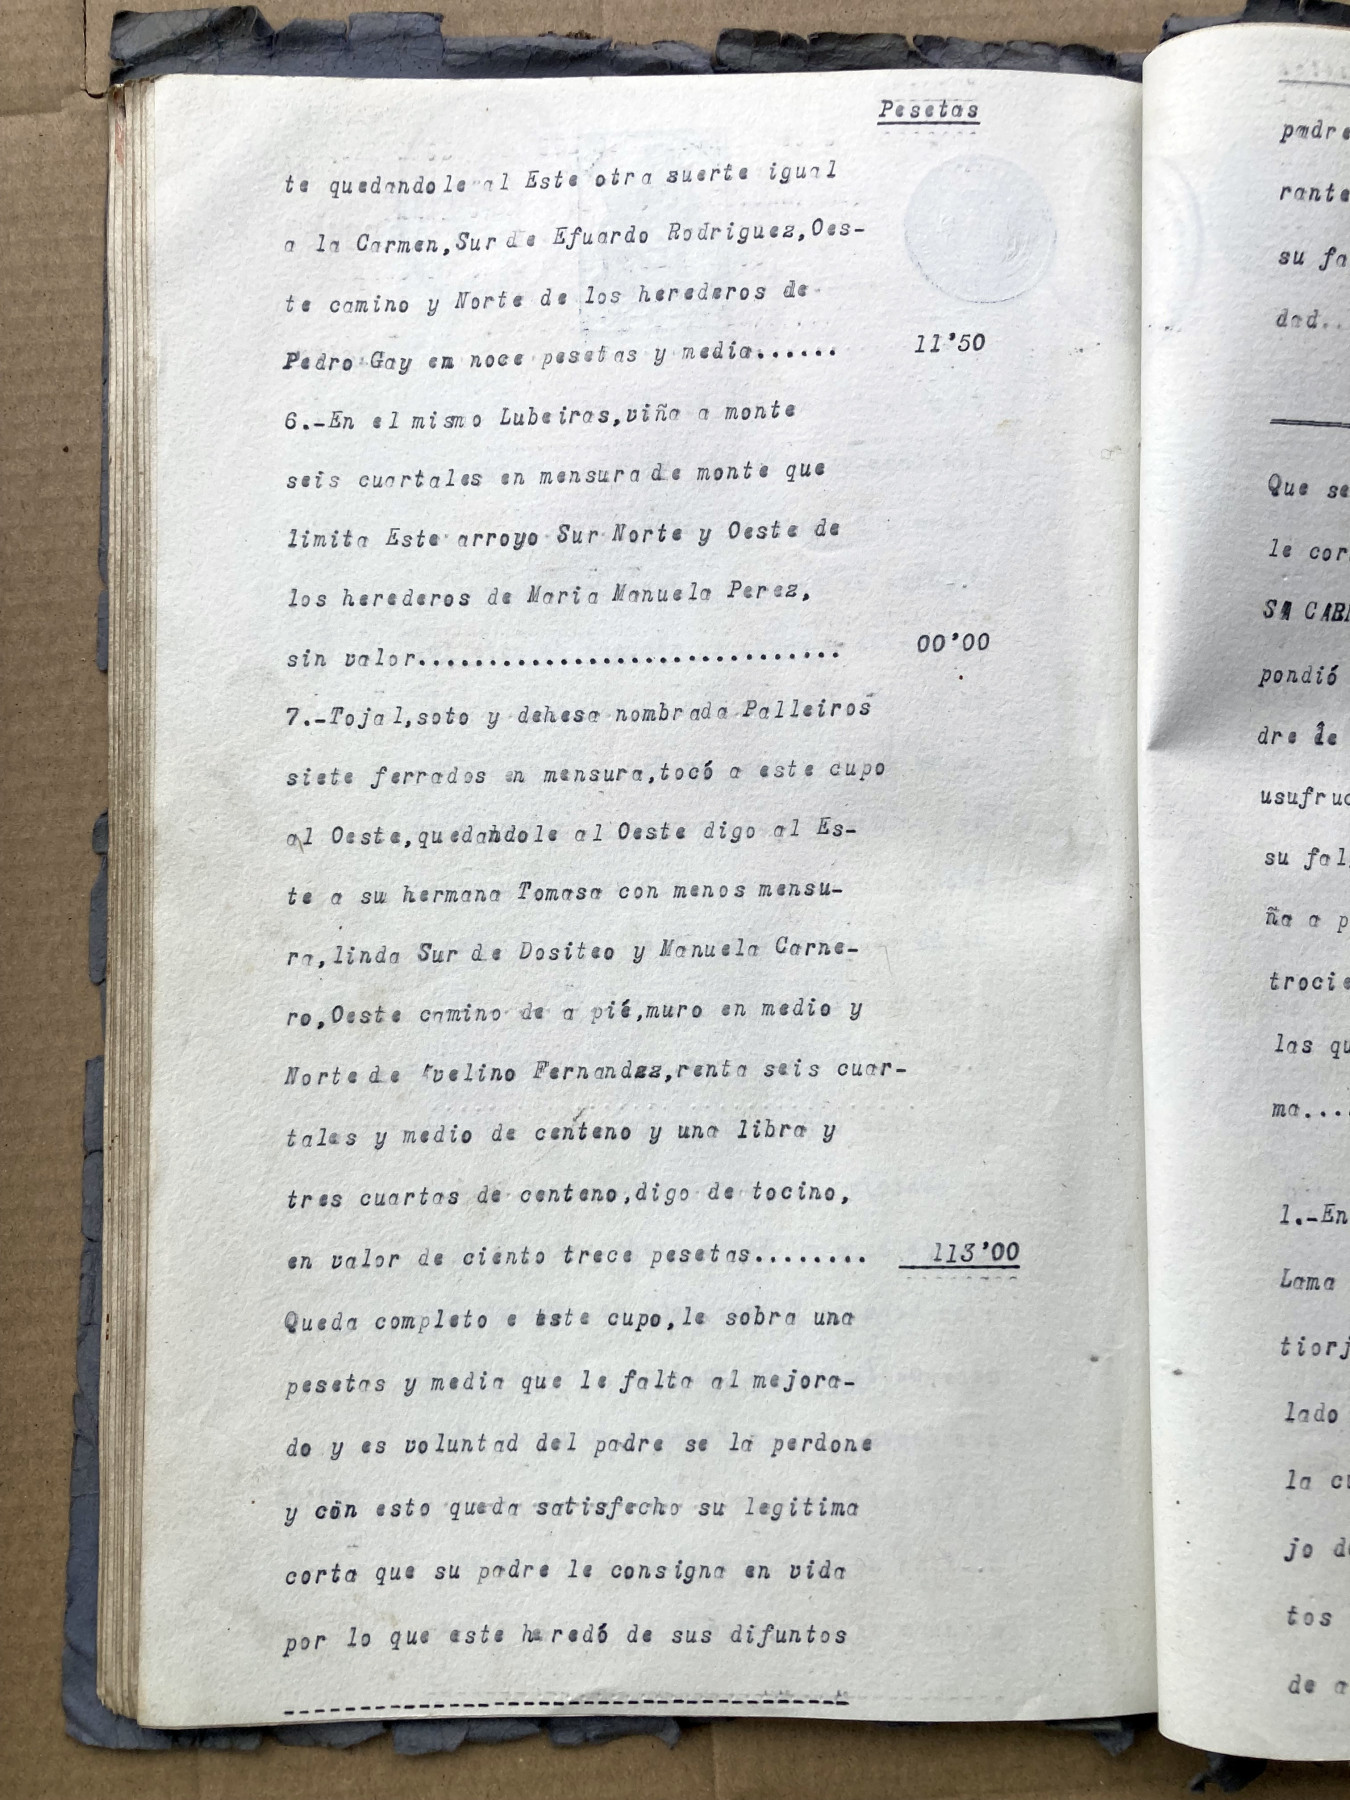 Pesetas
te quedandole al Este otra suerte igual
a la Carmen,Sur de Efuardo Rodriguez,Oes-
te camino y Norte de los herederos de
Pedro Gay en noce pesetas y media...... 11'50
6.-En el mismo Lubeiras,viña a monte
seis cuartales en mensura de monte que
limita Este arroyo Sur Norte y Oeste de
los herederos de Maria Manuela Perez,
sin valor.............................. 00'00
7.-Tojal,soto y dehesa nombrada Palleiros
siete ferrados en mensura,tocó a este cupo
al Oeste,quedandole al Oeste digo al Es-
te a su hermana Tomasa con menos mensu-
ra,linda Sur de Dositeo y Manuela Carne-
ro,Oeste camino de a pié,muro en medio y
Norte de Avelino Fernandez,renta seis cuar-
tales y medio de centeno y una libra y
tres cuartas de centeno,digo de tocino,
en valor de ciento trece pesetas........ 113'00
Queda completo e este cupo,le sobra una
pesetas y media que le falta al mejora-
do y es voluntad del padre se la perdone
y con esto queda satisfecho su legitima
corta que su padre le consigna en vida
por lo que este heredó de sus difuntos
padre
rante
su fa
dad..
Que se
le cor
pondió
dre le
usufruc
su fal
ña a p
trocie
las qu
ma....
1.-En
Lama
tiorj
lado
la cu
jo de
tos
de a